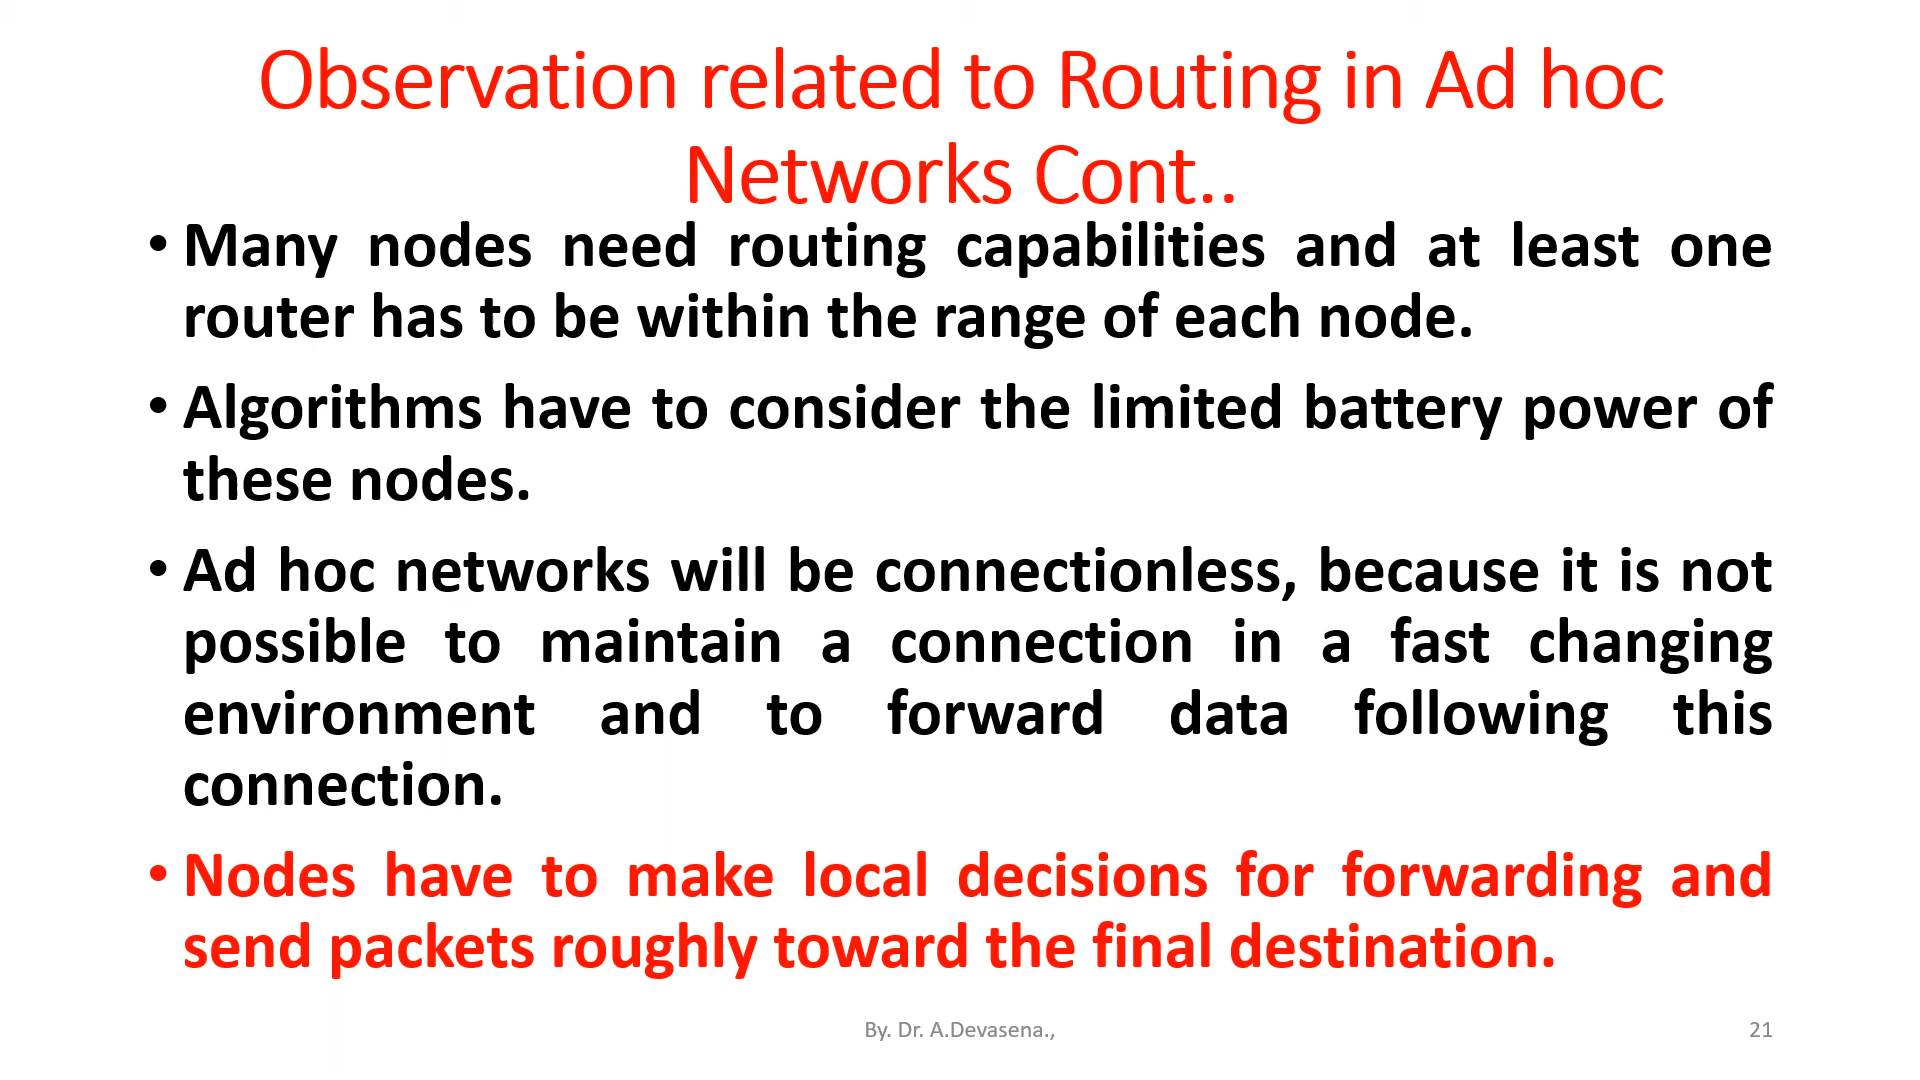 Observation related to Routing in Ad hoc
Networks Cont..
• Many nodes need routing capabilities and at least one
router has to be within the range of each node.
• Algorithms have to consider the limited battery power of
these nodes.
• Ad hoc networks will be connectionless, because it is not
possible to maintain a connection in a fast changing
environment and to forward data following this
connection.
• Nodes have to make local decisions for forwarding and
send packets roughly toward the final destination.
By. Dr. A.Devasena.,
21